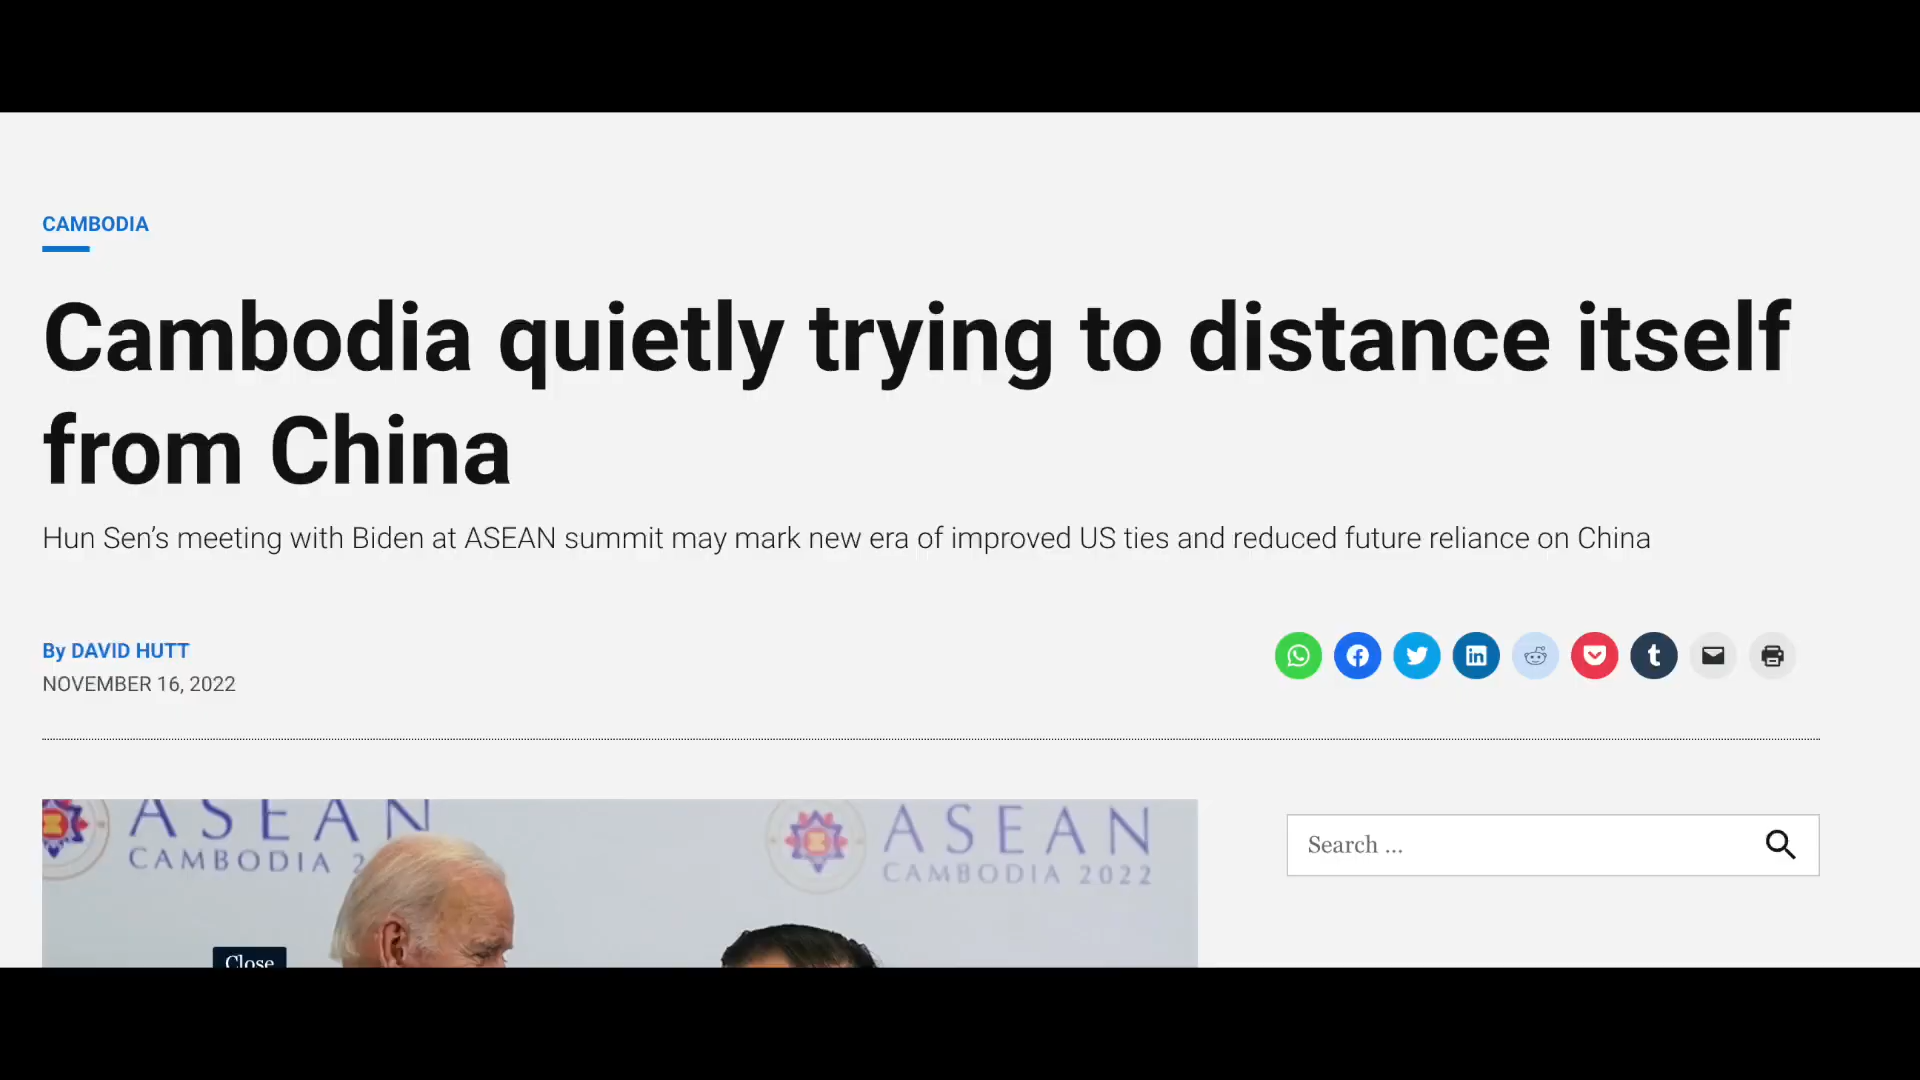 CAMBODIA
Cambodia quietly trying to distance itself
from China
Hun Sen’s meeting with Biden at ASEAN summit may mark new era of improved US ties and reduced future reliance on China
By DAVID HUTT
NOVEMBER 16, 2022
ASEAN
CAMBODIA 2
ASEAN
CAMBODIA 2022
Search ...
Close